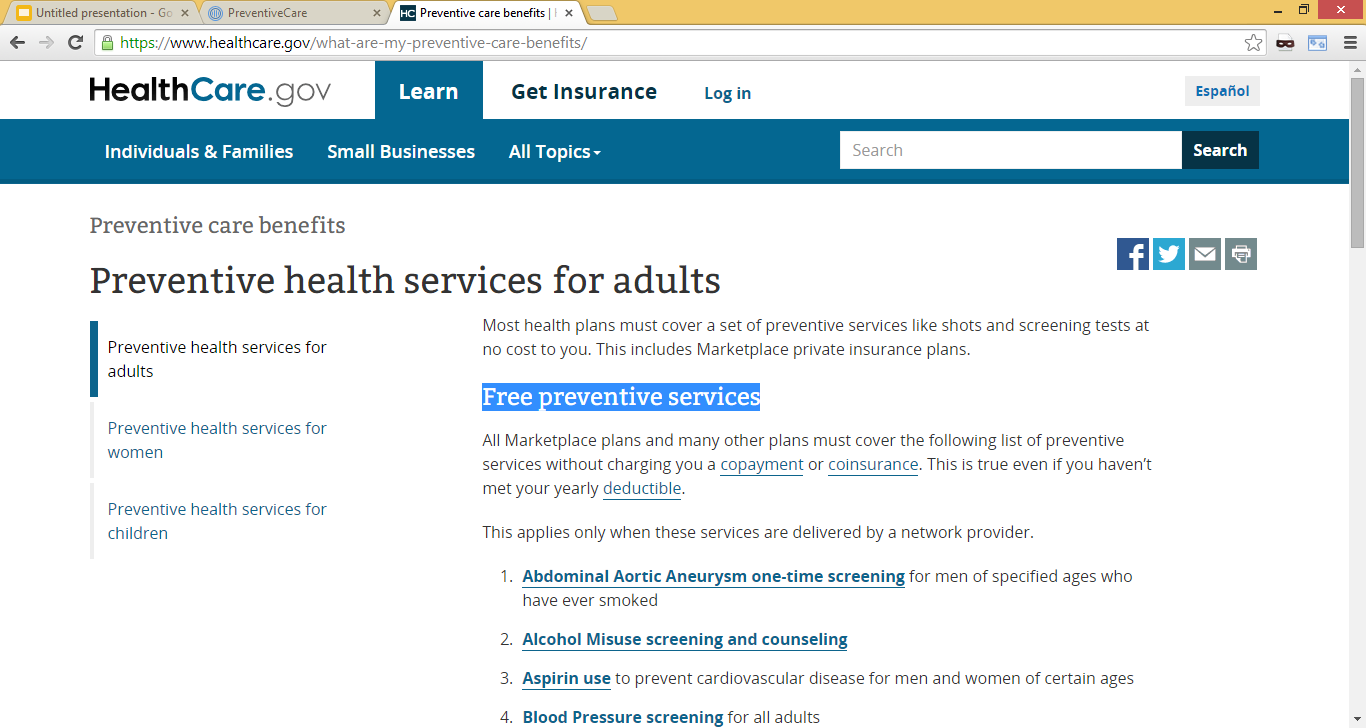 Untitled presentation - Go
PreventiveCare
HC Preventive care benefits |
https://www.healthcare.gov/what-are-my-preventive-care-benefits/
HealthCare.gov
Learn
Get Insurance
Log in
Español
Individuals & Families
Small Businesses
All Topics
Search
Search
Preventive care benefits
Preventive health services for adults
Preventive health services for
adults
Preventive health services for
women
Preventive health services for
children
Most health plans must cover a set of preventive services like shots and screening tests at
no cost to you. This includes Marketplace private insurance plans.
Free preventive services
All Marketplace plans and many other plans must cover the following list of preventive
services without charging you a copayment or coinsurance. This is true even if you haven’t
met your yearly deductible.
This applies only when these services are delivered by a network provider.
1. Abdominal Aortic Aneurysm one-time screening for men of specified ages who
have ever smoked
2. Alcohol Misuse screening and counseling
3. Aspirin use to prevent cardiovascular disease for men and women of certain ages
4. Blood Pressure screening for all adults